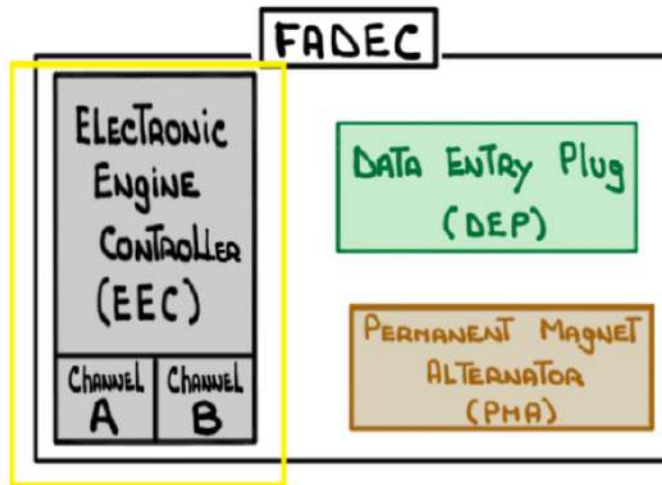 FADEC
ELECTRONIC
ENGINE
CONTROLLER
(EEC)
CHANNEL
A
CHANNEL
B
DATA ENTRY PLUG
(DEP)
PERMANENT MAGNET
ALTERNATOR
(PMA)